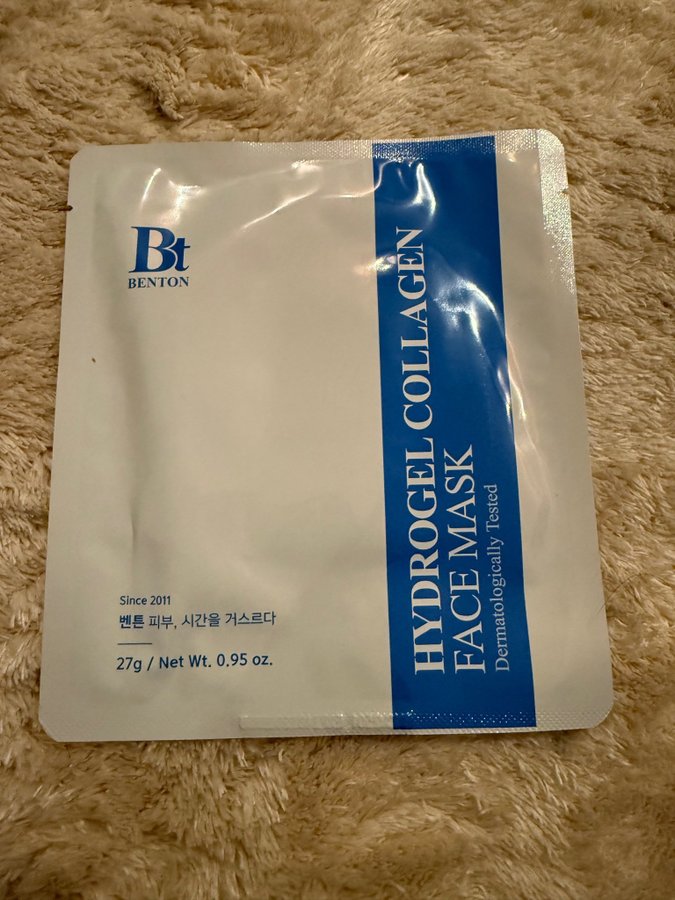 Bt
BENTON
HYDROGEL COLLAGEN
FACE MASK
Dermatologically Tested
Since 2011
벤튼 피부, 시간을 거스르다
27g / Net Wt. 0.95 oz.